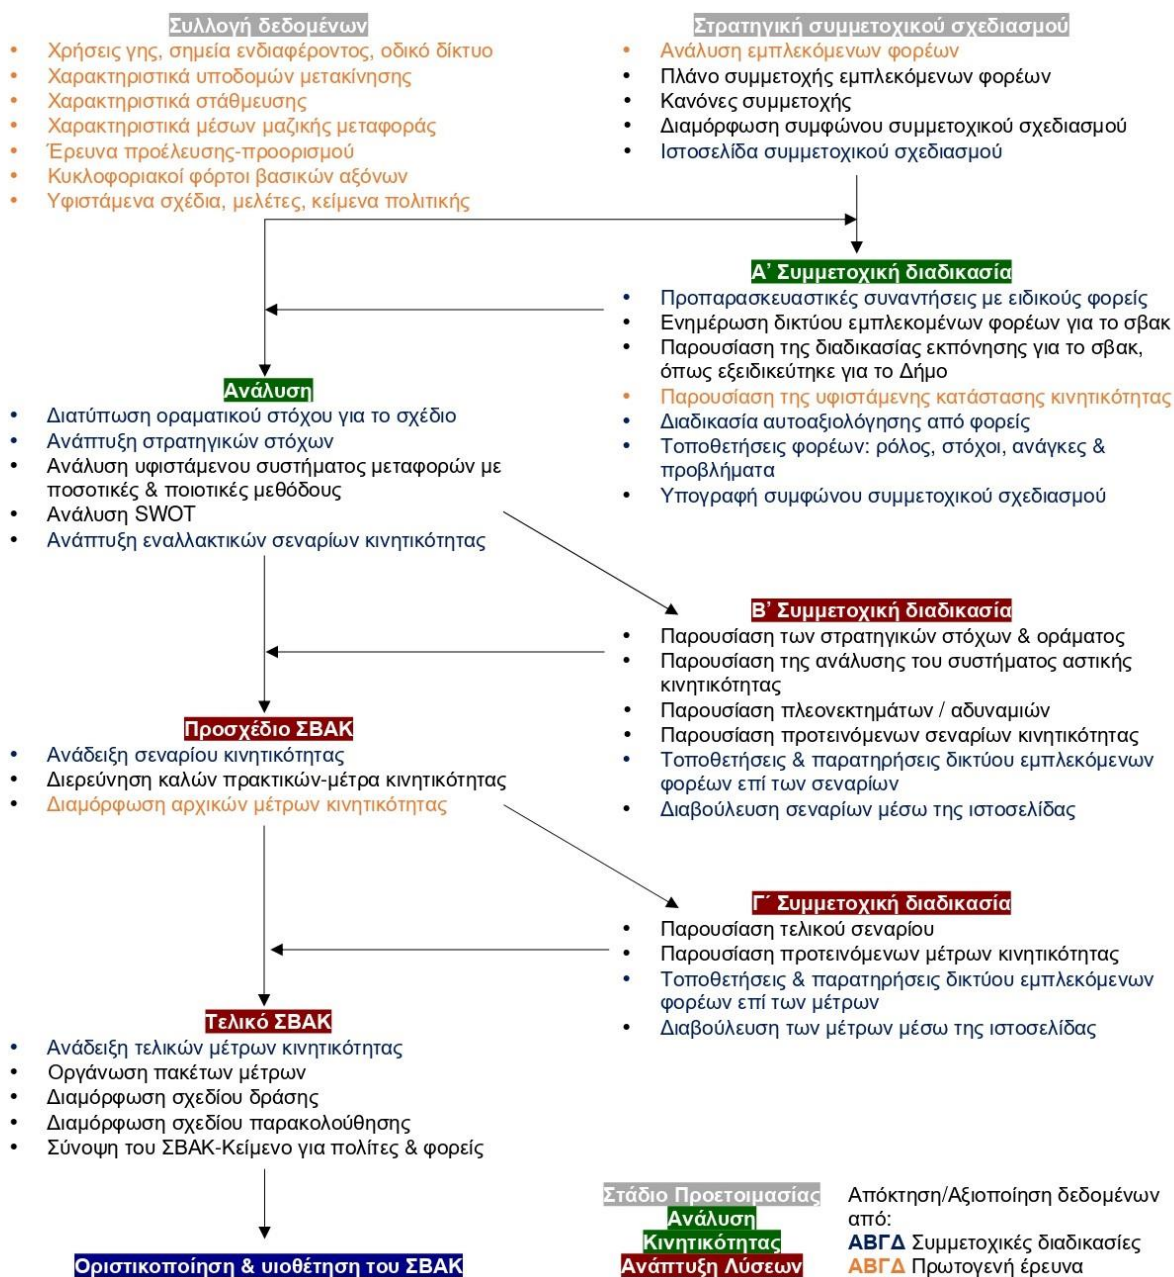 Συλλογή δεδομένων
• Χρήσεις γης, σημεία ενδιαφέροντος, οδικό δίκτυο
• Χαρακτηριστικά υποδομών μετακίνησης
• Χαρακτηριστικά στάθμευσης
• Χαρακτηριστικά μέσων μαζικής μεταφοράς
• Έρευνα προέλευσης-προορισμού
• Κυκλοφοριακοί φόρτοι βασικών αξόνων
• Υφιστάμενα σχέδια, μελέτες, κείμενα πολιτικής
Στρατηγική συμμετοχικού σχεδιασμού
• Ανάλυση εμπλεκόμενων φορέων
• Πλάνο συμμετοχής εμπλεκόμενων φορέων
• Κανόνες συμμετοχής
• Διαμόρφωση συμφώνου συμμετοχικού σχεδιασμού
• Ιστοσελίδα συμμετοχικού σχεδιασμού
Α’ Συμμετοχική διαδικασία
• Προπαρασκευαστικές συναντήσεις με ειδικούς φορείς
• Ενημέρωση δικτύου εμπλεκομένων φορέων για το σβακ
• Παρουσίαση της διαδικασίας εκπόνησης για το σβακ,
όπως εξειδικεύτηκε για το Δήμο
• Παρουσίαση της υφιστάμενης κατάστασης κινητικότητας
• Διαδικασία αυτοαξιολόγησης από φορείς
• Τοποθετήσεις φορέων: ρόλος, στόχοι, ανάγκες &
προβλήματα
• Υπογραφή συμφώνου συμμετοχικού σχεδιασμού
Ανάλυση
• Διατύπωση οραματικού στόχου για το σχέδιο
• Ανάπτυξη στρατηγικών στόχων
• Ανάλυση υφιστάμενου συστήματος μεταφορών με
ποσοτικές & ποιοτικές μεθόδους
• Ανάλυση SWOT
• Ανάπτυξη εναλλακτικών σεναρίων κινητικότητας
Β’ Συμμετοχική διαδικασία
• Παρουσίαση των στρατηγικών στόχων & οράματος
• Παρουσίαση της ανάλυσης του συστήματος αστικής
κινητικότητας
• Παρουσίαση πλεονεκτημάτων / αδυναμιών
• Παρουσίαση προτεινόμενων σεναρίων κινητικότητας
• Τοποθετήσεις & παρατηρήσεις δικτύου εμπλεκόμενων
φορέων επί των σεναρίων
• Διαβούλευση σεναρίων μέσω της ιστοσελίδας
Προσχέδιο ΣΒΑΚ
• Ανάδειξη σεναρίου κινητικότητας
• Διερεύνηση καλών πρακτικών-μέτρα κινητικότητας
• Διαμόρφωση αρχικών μέτρων κινητικότητας
Γ΄ Συμμετοχική διαδικασία
• Παρουσίαση τελικού σεναρίου
• Παρουσίαση προτεινόμενων μέτρων κινητικότητας
• Τοποθετήσεις & παρατηρήσεις δικτύου εμπλεκόμενων
φορέων επί των μέτρων
• Διαβούλευση των μέτρων μέσω της ιστοσελίδας
Τελικό ΣΒΑΚ
• Ανάδειξη τελικών μέτρων κινητικότητας
• Οργάνωση πακέτων μέτρων
• Διαμόρφωση σχεδίου δράσης
• Διαμόρφωση σχεδίου παρακολούθησης
• Σύνοψη του ΣΒΑΚ-Κείμενο για πολίτες & φορείς
Οριστικοποίηση & υιοθέτηση του ΣΒΑΚ
Στάδιο Προετοιμασίας
Ανάλυση
Κινητικότητας
Ανάπτυξη Λύσεων
Απόκτηση/Αξιοποίηση δεδομένων
από:
ΑΒΓΔ Συμμετοχικές διαδικασίες
ΑΒΓΔ Πρωτογενή έρευνα